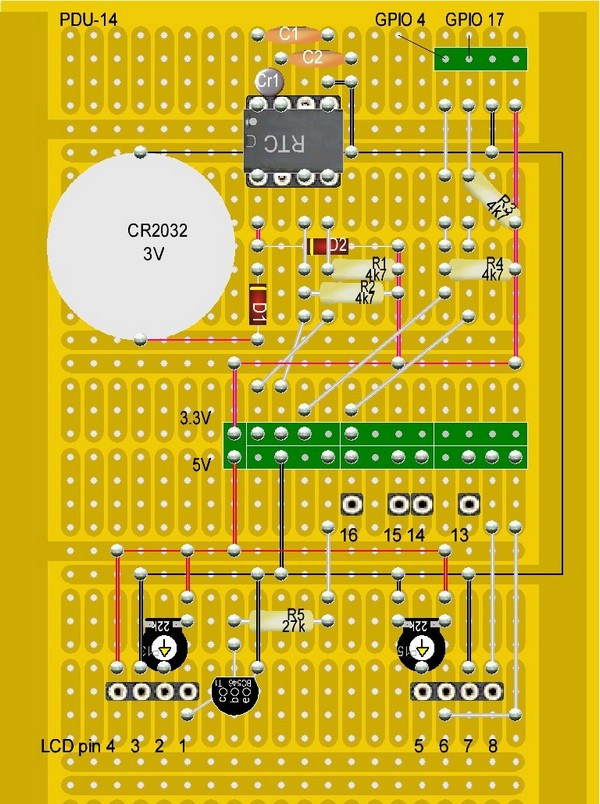 PDU-14
GPIO 4
GPIO 17
C1
C2
Cr1
RTC
CR2032
3V
R3
4k7
D2
R1
4k7
R4
4k7
R2
4k7
D1
3.3V
5V
16
15
14
13
22k
R5
27k
22k
BC546
T1
c
b
e
LCD pin 4
3
2
1
5
6
7
8